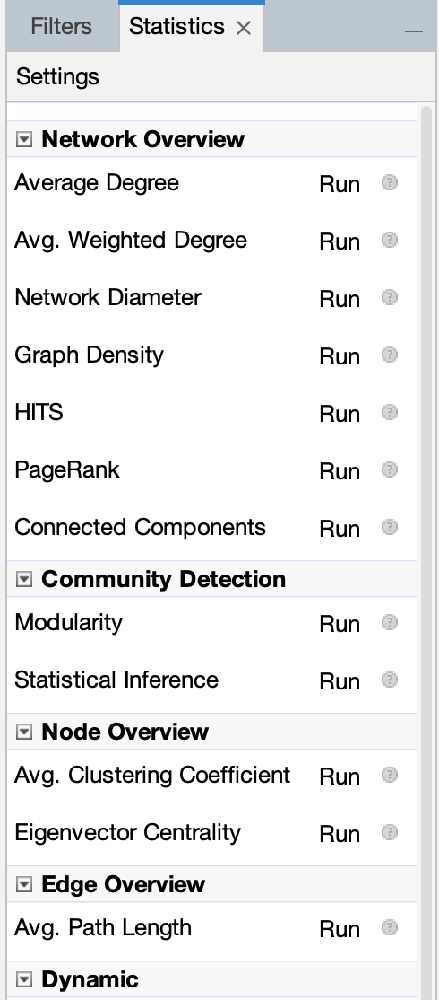 Filters Statistics
Settings
Network Overview
Average Degree Run
Avg. Weighted Degree Run
Network Diameter Run
Graph Density Run
HITS Run
PageRank Run
Connected Components Run
Community Detection
Modularity Run
Statistical Inference Run
Node Overview
Avg. Clustering Coefficient Run
Eigenvector Centrality Run
Edge Overview
Avg. Path Length Run
Dynamic